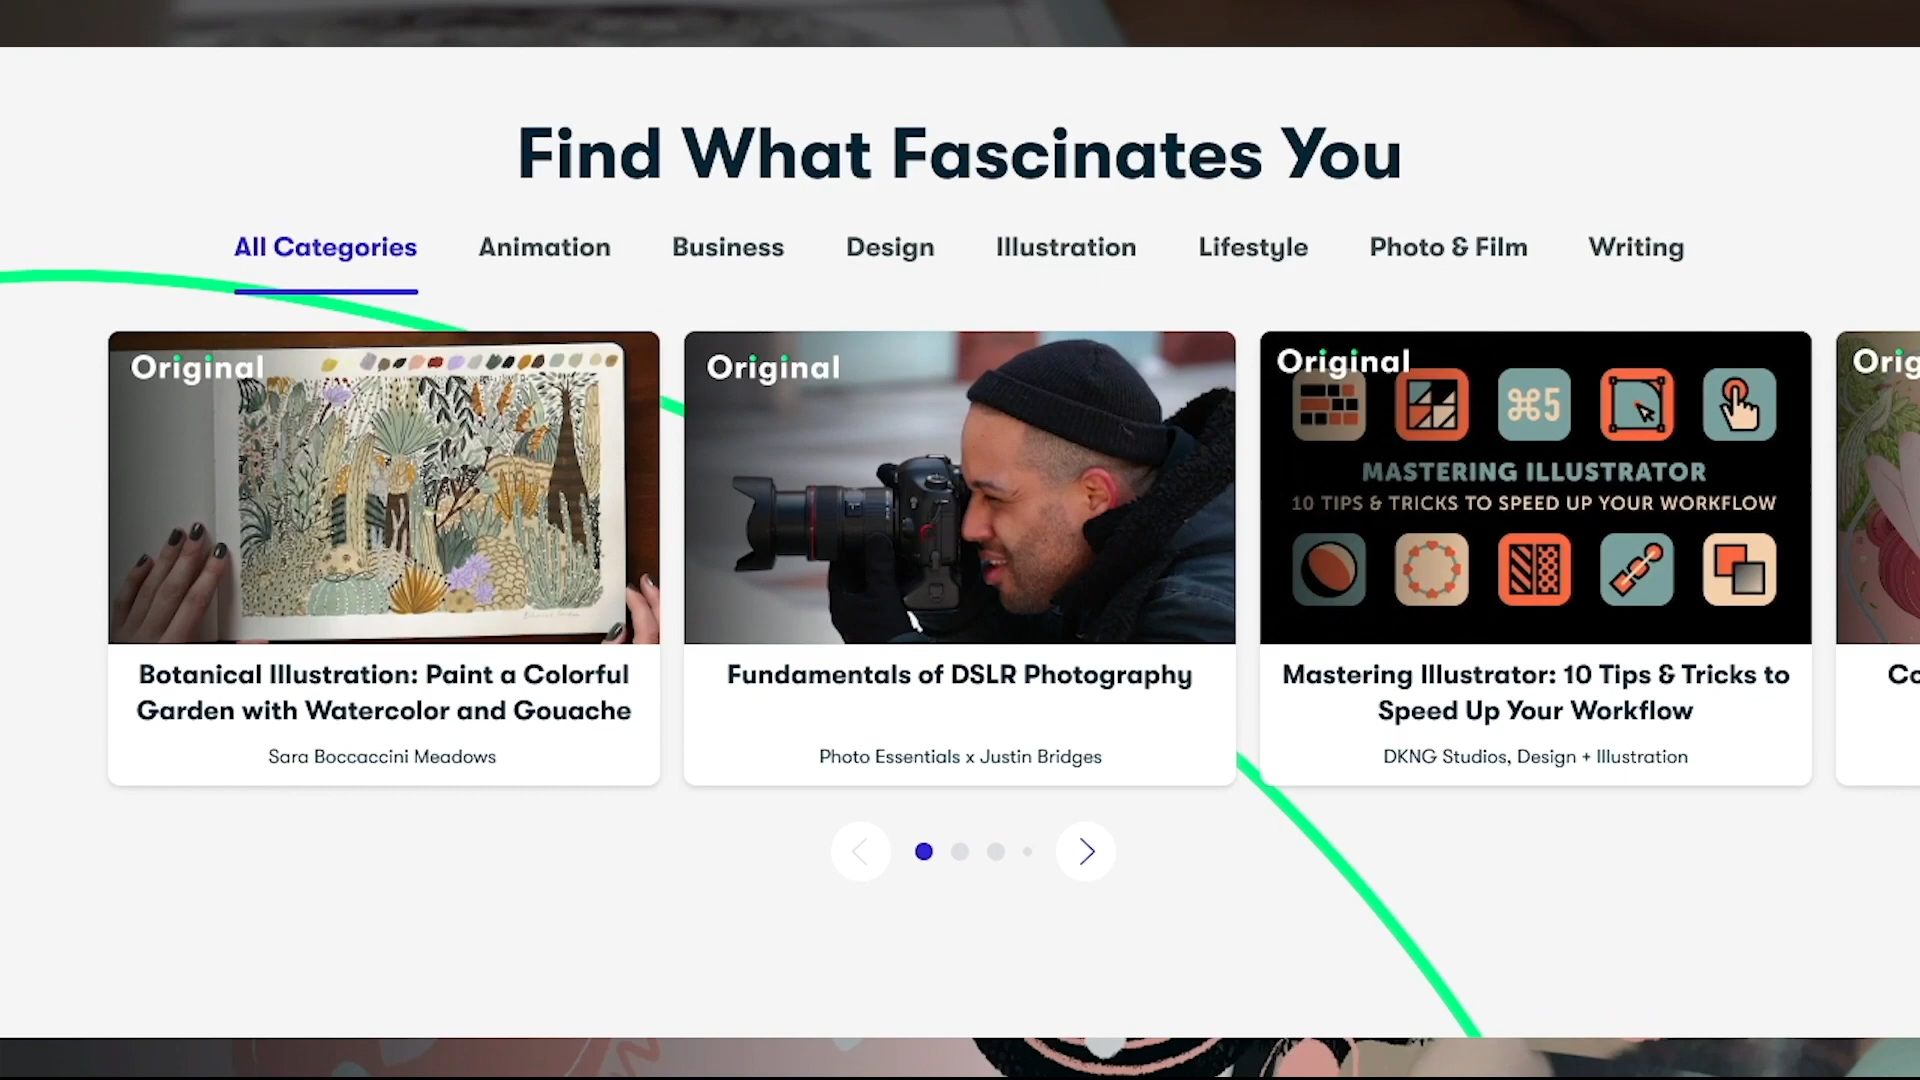 Find What Fascinates You
All Categories Animation Business Design Illustration Lifestyle Photo & Film Writing
Original
Botanical Illustration: Paint a Colorful
Garden with Watercolor and Gouache
Sara Boccaccini Meadows
Original
Fundamentals of DSLR Photography
Photo Essentials x Justin Bridges
Original
⌘5
MASTERING ILLUSTRATOR
10 TIPS & TRICKS TO SPEED UP YOUR WORKFLOW
Mastering Illustrator: 10 Tips & Tricks to
Speed Up Your Workflow
DKNG Studios, Design + Illustration
Orig
Co